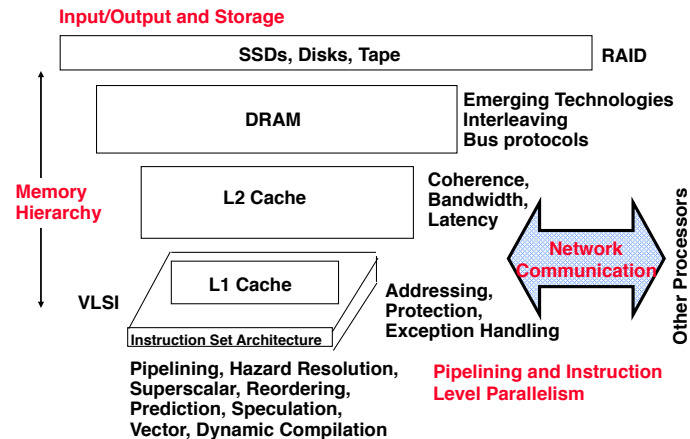 Input/Output and Storage
SSDs, Disks, Tape
RAID
DRAM
Emerging Technologies
Interleaving
Bus protocols
Memory
Hierarchy
L2 Cache
Coherence,
Bandwidth,
Latency
Network
Communication
Other Processors
L1 Cache
VLSI
Addressing,
Protection,
Exception Handling
Instruction Set Architecture
Pipelining, Hazard Resolution,
Superscalar, Reordering,
Prediction, Speculation,
Vector, Dynamic Compilation
Pipelining and Instruction
Level Parallelism